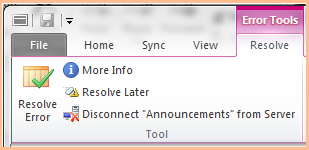 Error Tools
File Home Sync View Resolve
More Info
Resolve Later
Resolve
Error
Disconnect "Announcements" from Server
Tool